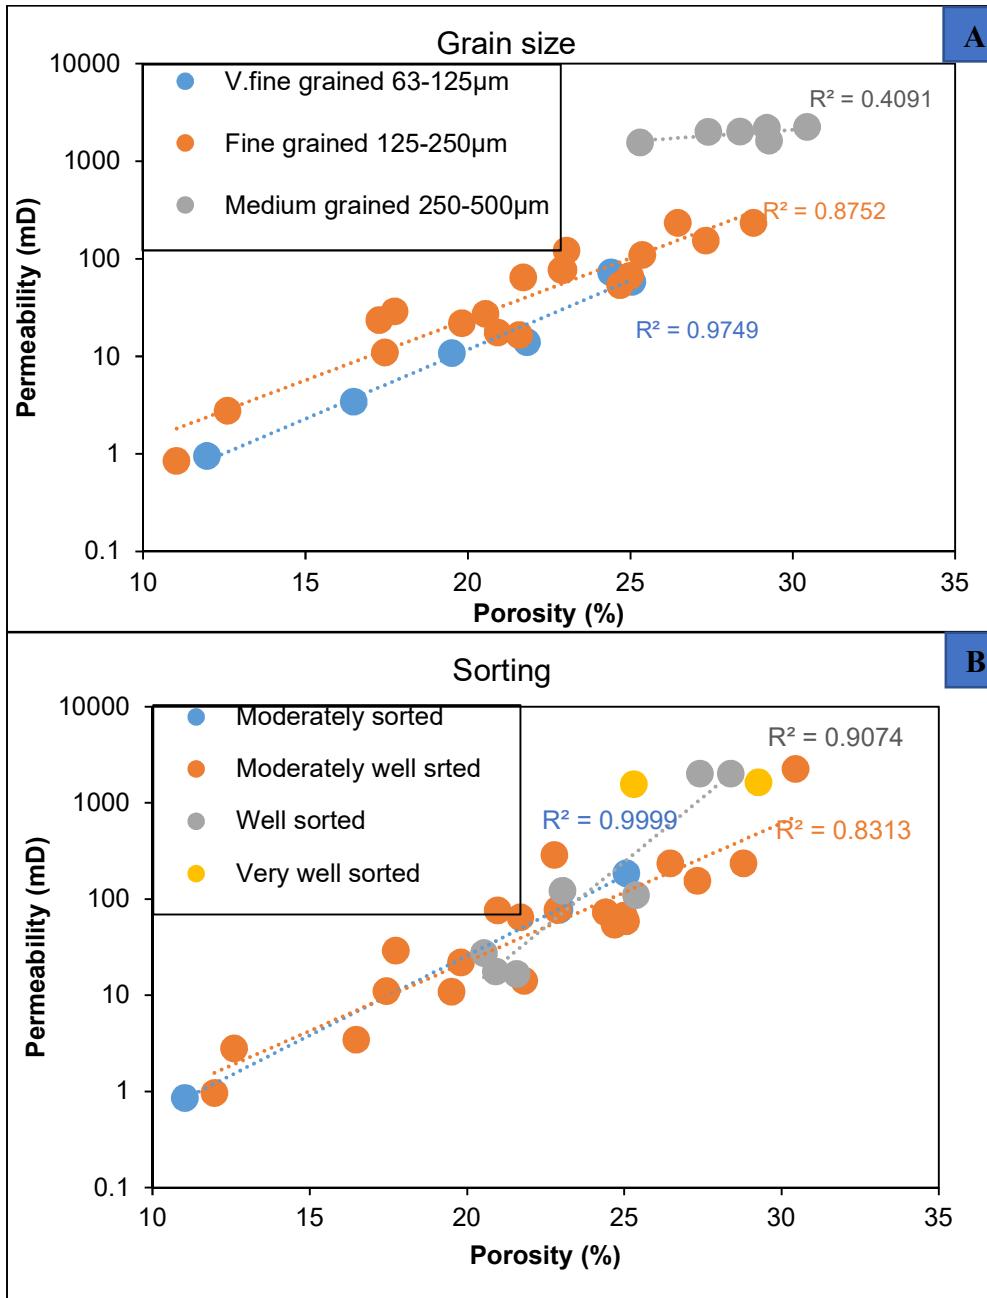 A
Grain size
10000
1000
100
10
1
0.1
V.fine grained 63-125µm
Fine grained 125-250µm
Medium grained 250-500µm
R² = 0.4091
R² = 0.8752
R² = 0.9749
Permeability (mD)
10 15 20 25 30 35
Porosity (%)
B
Sorting
10000
1000
100
10
1
0.1
Moderately sorted
Moderately well srted
Well sorted
Very well sorted
R² = 0.9074
R² = 0.9999
R² = 0.8313
Permeability (mD)
10 15 20 25 30 35
Porosity (%)